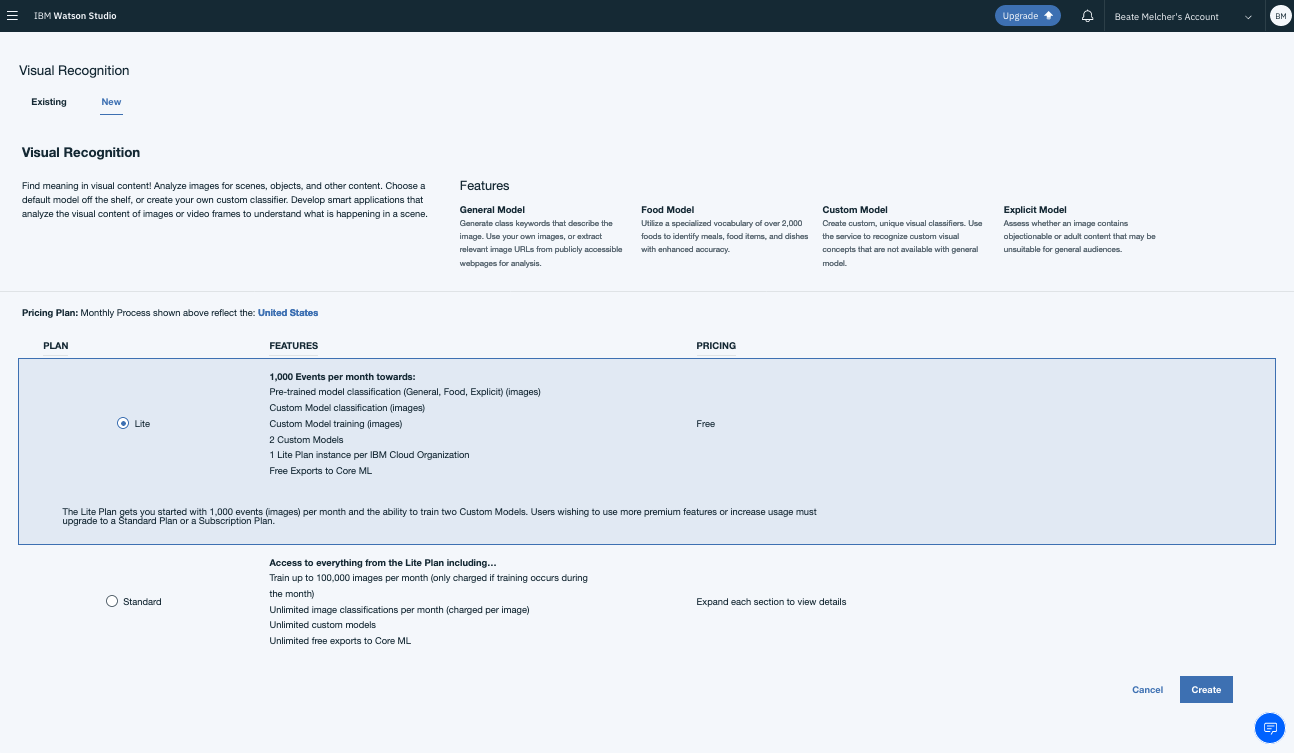 IBM Watson Studio
Upgrade
Beate Melcher's Account
BM
Visual Recognition
Existing
New
Visual Recognition
Find meaning in visual content! Analyze images for scenes, objects, and other content. Choose a
default model off the shelf, or create your own custom classifier. Develop smart applications that
analyze the visual content of images or video frames to understand what is happening in a scene.
Features
General Model
Generate class keywords that describe the
image. Use your own images, or extract
relevant image URLs from publicly accessible
webpages for analysis.
Food Model
Utilize a specialized vocabulary of over 2,000
foods to identify meals, food items, and dishes
with enhanced accuracy.
Custom Model
Create custom, unique visual classifiers. Use
the service to recognize custom visual
concepts that are not available with general
model.
Explicit Model
Assess whether an image contains
objectionable or adult content that may be
unsuitable for general audiences.
Pricing Plan: Monthly Process shown above reflect the: United States
PLAN
FEATURES
PRICING
1,000 Events per month towards:
Pre-trained model classification (General, Food, Explicit) (images)
Custom Model classification (images)
Lite
Custom Model training (images)
Free
2 Custom Models
1 Lite Plan instance per IBM Cloud Organization
Free Exports to Core ML
The Lite Plan gets you started with 1,000 events (images) per month and the ability to train two Custom Models. Users wishing to use more premium features or increase usage must
upgrade to a Standard Plan or a Subscription Plan.
Access to everything from the Lite Plan including...
Train up to 100,000 images per month (only charged if training occurs during
the month)
Standard
Unlimited image classifications per month (charged per image)
Expand each section to view details
Unlimited custom models
Unlimited free exports to Core ML
Cancel
Create